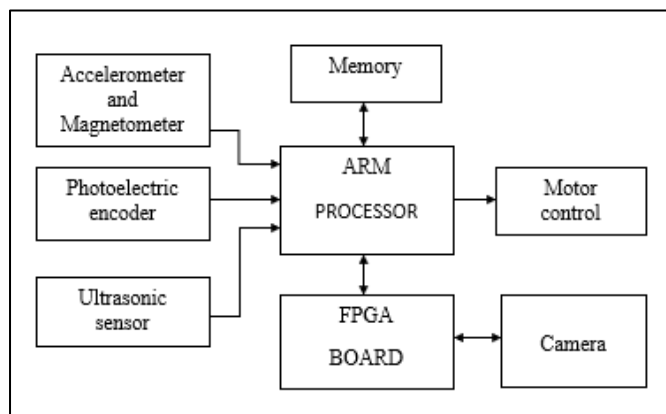 Accelerometer
and
Magnetometer
Memory
Photoelectric
encoder
ARM
PROCESSOR
Motor
control
Ultrasonic
sensor
FPGA
BOARD
Camera